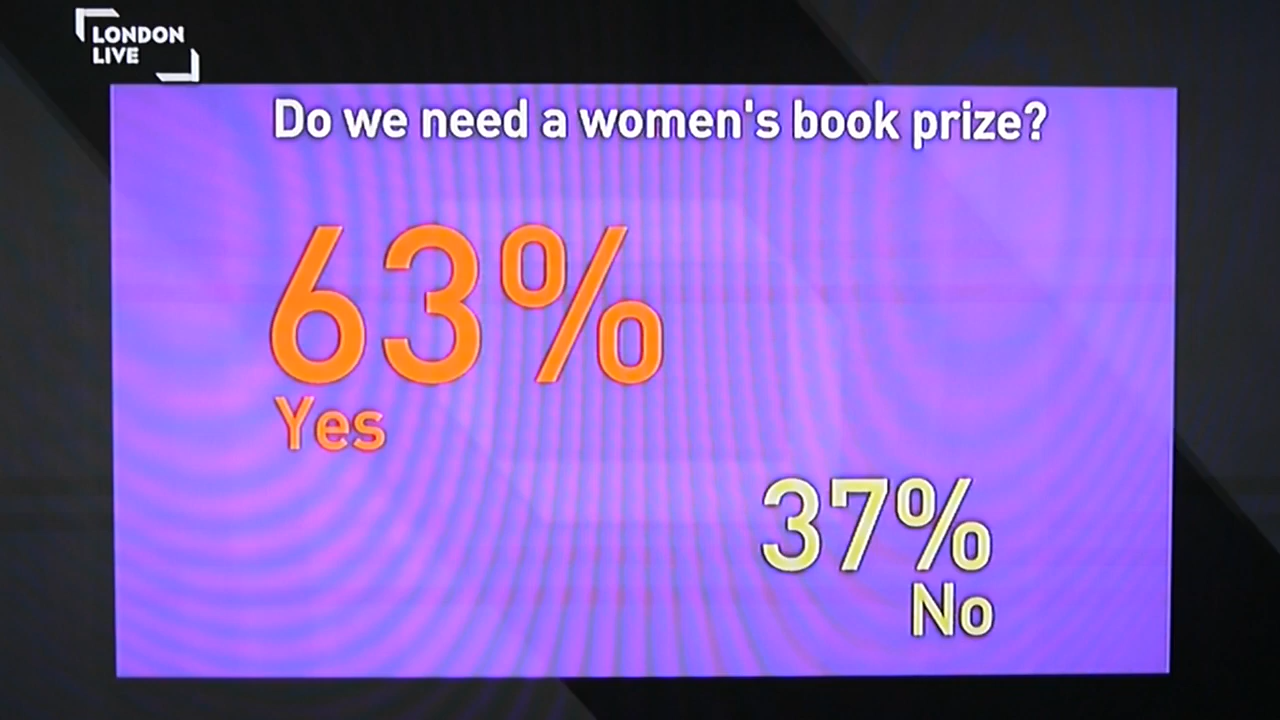 LONDON
LIVE
Do we need a women's book prize?
63%
Yes
37%
No